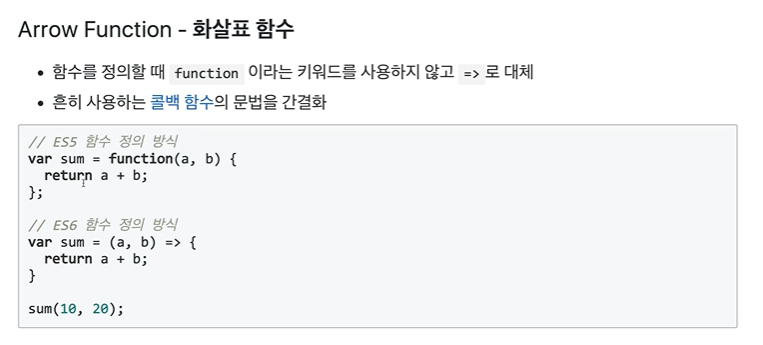 Arrow Function - 화살표 함수
함수를 정의할 때 function 이라는 키워드를 사용하지 않고 => 로 대체
흔히 사용하는 콜백 함수의 문법을 간결화
// ES5 함수 정의 방식
var sum = function(a, b) {
  return a + b;
};
// ES6 함수 정의 방식
var sum = (a, b) => {
  return a + b;
}
sum(10, 20);